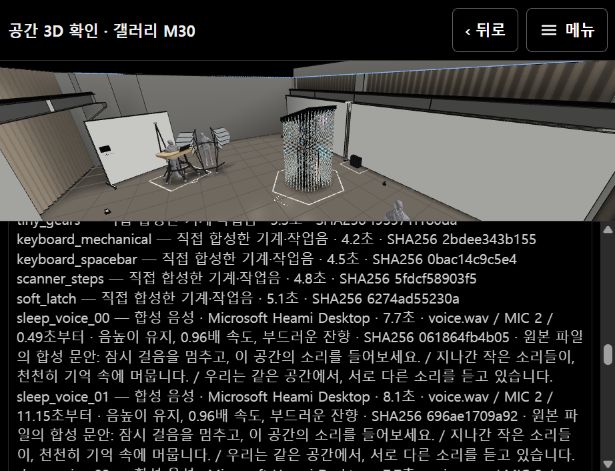 공간 3D 확인 · 갤러리 M30
‹ 뒤로
메뉴
keyboard_mechanical — 직접 합성한 기계·작업음 · 4.2초 · SHA256 2bdee343b155
keyboard_spacebar — 직접 합성한 기계·작업음 · 4.5초 · SHA256 0bac14c9c5e4
scanner_steps — 직접 합성한 기계·작업음 · 4.8초 · SHA256 5fdcf58903f5
soft_latch — 직접 합성한 기계·작업음 · 5.1초 · SHA256 6274ad55230a
sleep_voice_00 — 합성 음성 · Microsoft Heami Desktop · 7.7초 · voice.wav / MIC 2 /
0.49초부터 · 음높이 유지, 0.96배 속도, 부드러운 잔향 · SHA256 061864fb4b05 · 원본 파일
의 합성 문안: 잠시 걸음을 멈추고, 이 공간의 소리를 들어보세요. / 지나간 작은 소리들이,
천천히 기억 속에 머뭅니다. / 우리는 같은 공간에서, 서로 다른 소리를 듣고 있습니다.
sleep_voice_01 — 합성 음성 · Microsoft Heami Desktop · 8.1초 · voice.wav / MIC 2 /
11.15초부터 · 음높이 유지, 0.96배 속도, 부드러운 잔향 · SHA256 696ae1709a92 · 원본 파
일의 합성 문안: 잠시 걸음을 멈추고, 이 공간의 소리를 들어보세요. / 지나간 작은 소리들
이, 천천히 기억 속에 머뭅니다. / 우리는 같은 공간에서, 서로 다른 소리를 듣고 있습니다.